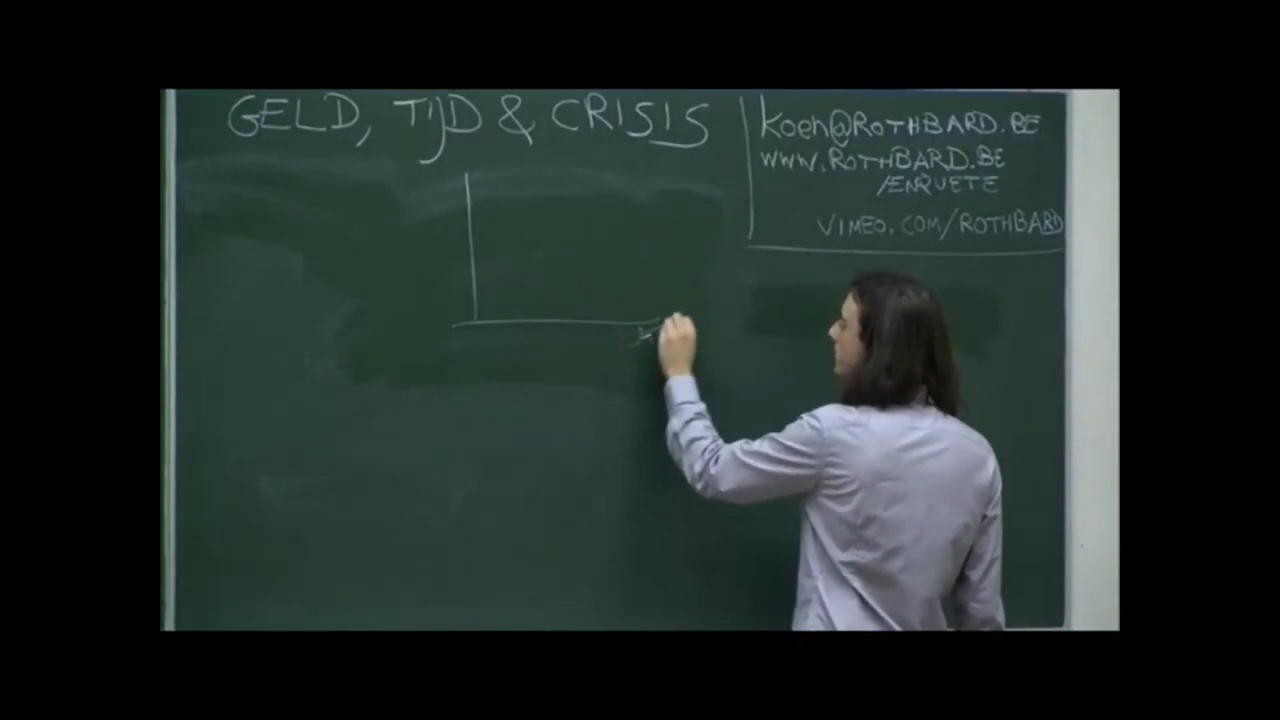 GELD, TIJD & CRISIS
koen@ROTHBARD.BE
WWW.ROTHBARD.BE
/ENQUETE
VIMEO.COM/ROTHBARD